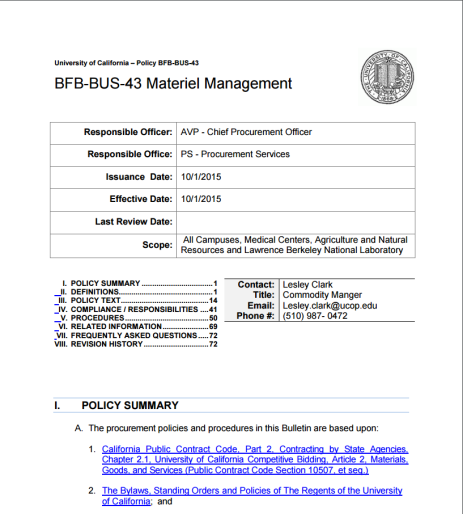 University of California – Policy BFB-BUS-43
BFB-BUS-43 Materiel Management
Responsible Officer: AVP - Chief Procurement Officer
Responsible Office: PS - Procurement Services
Issuance Date: 10/1/2015
Effective Date: 10/1/2015
Last Review Date:
Scope: All Campuses, Medical Centers, Agriculture and Natural
Resources and Lawrence Berkeley National Laboratory
I. POLICY SUMMARY ............................ 1
II. DEFINITIONS ................................ 1
III. POLICY TEXT ............................... 14
IV. COMPLIANCE / RESPONSIBILITIES .... 41
V. PROCEDURES ............................... 50
VI. RELATED INFORMATION ................ 69
VII. FREQUENTLY ASKED QUESTIONS ..... 72
VIII. REVISION HISTORY ...................... 72
Contact: Lesley Clark
Title: Commodity Manger
Email: Lesley.clark@ucop.edu
Phone #: (510) 987- 0472
I. POLICY SUMMARY
A. The procurement policies and procedures in this Bulletin are based upon:
1. California Public Contract Code, Part 2, Contracting by State Agencies,
Chapter 2.1, University of California Competitive Bidding, Article 2, Materials,
Goods, and Services (Public Contract Code Section 10507, et seq.)
2. The Bylaws, Standing Orders and Policies of The Regents of the University
of California; and